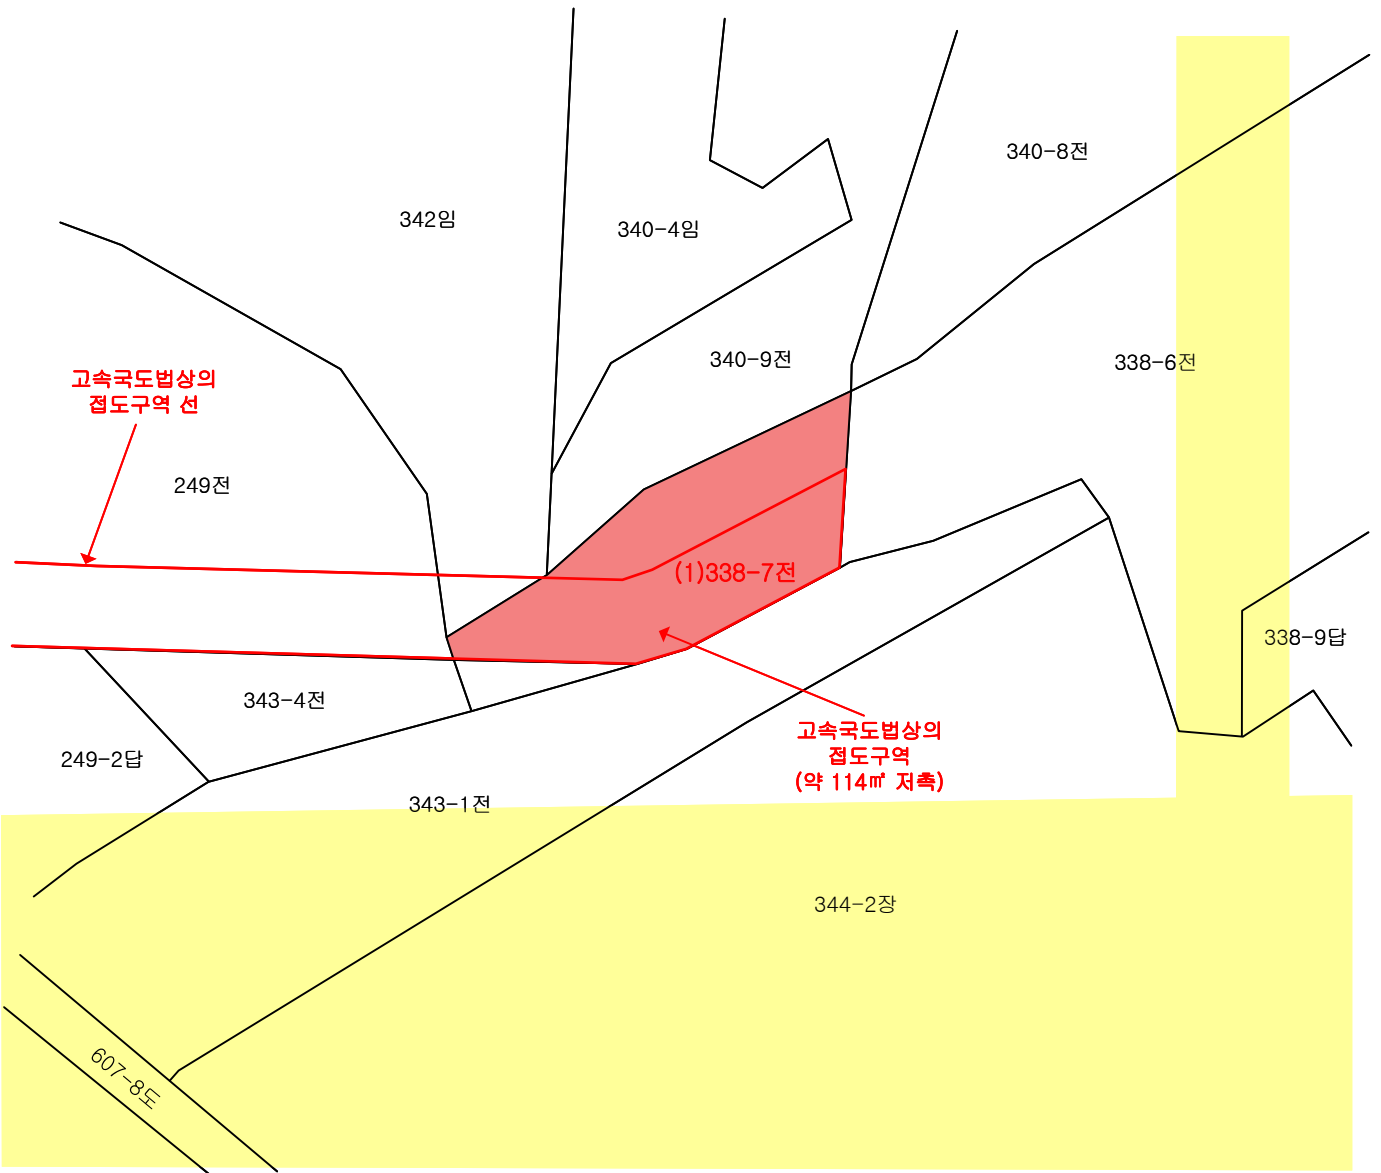 340-8전
342임
340-4임
340-9전
338-6전
고속국도법상의
접도구역 선
249전
(1)338-7전
338-9답
343-4전
고속국도법상의
접도구역
(약 114㎡ 저촉)
249-2답
343-1전
344-2장
607-8도